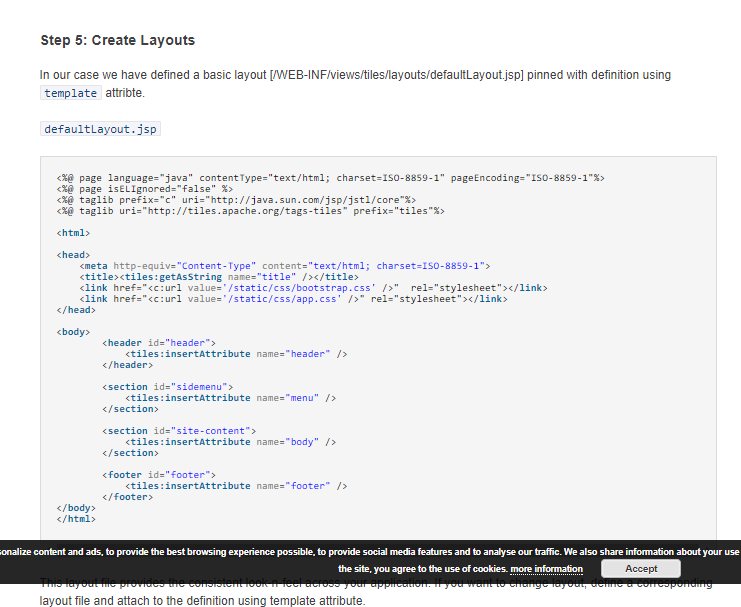 Step 5: Create Layouts
In our case we have defined a basic layout [/WEB-INF/views/tiles/layouts/defaultLayout.jsp] pinned with definition using
template attribte.
defaultLayout.jsp
<%@ page language="java" contentType="text/html; charset=ISO-8859-1" pageEncoding="ISO-8859-1"%>
<%@ page isELIgnored="false" %>
<%@ taglib prefix="c" uri="http://java.sun.com/jsp/jstl/core"%>
<%@ taglib uri="http://tiles.apache.org/tags-tiles" prefix="tiles"%>
<html>
<head>
<meta http-equiv="Content-Type" content="text/html; charset=ISO-8859-1">
<title><tiles:getAsString name="title" /></title>
<link href="<c:url value='/static/css/bootstrap.css' />"  rel="stylesheet"></link>
<link href="<c:url value='/static/css/app.css' />" rel="stylesheet"></link>
</head>
<body>
<header id="header">
<tiles:insertAttribute name="header" />
</header>
<section id="sidemenu">
<tiles:insertAttribute name="menu" />
</section>
<section id="site-content">
<tiles:insertAttribute name="body" />
</section>
<footer id="footer">
<tiles:insertAttribute name="footer" />
</footer>
</body>
</html>
sonalize content and ads, to provide the best browsing experience possible, to provide social media features and to analyse our traffic. We also share information about your use
the site, you agree to the use of cookies. more information Accept
This layout file provides the consistent look n feel across your application. If you want to change layout, define a corresponding
layout file and attach to the definition using template attribute.